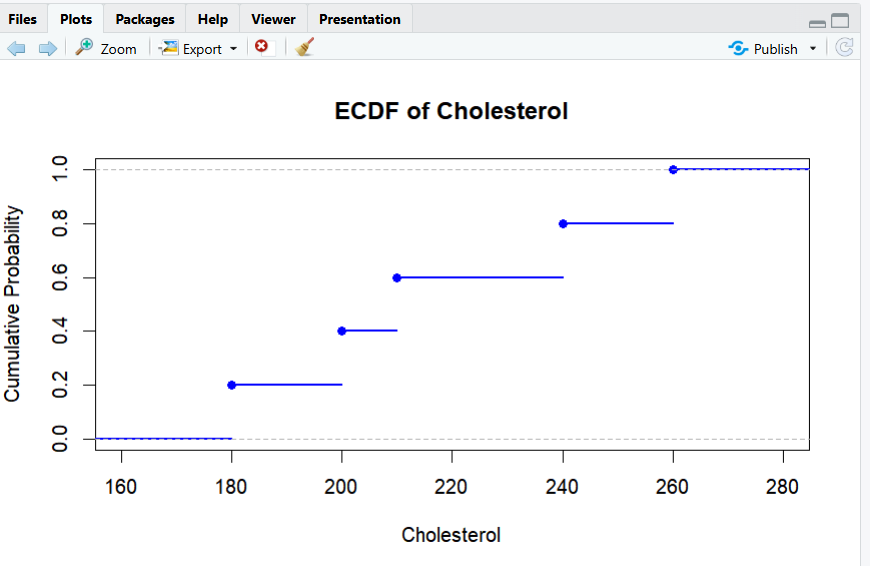 Files Plots Packages Help Viewer Presentation
Zoom Export Publish
ECDF of Cholesterol
Cumulative Probability
1.0
0.8
0.6
0.4
0.2
0.0
160 180 200 220 240 260 280
Cholesterol